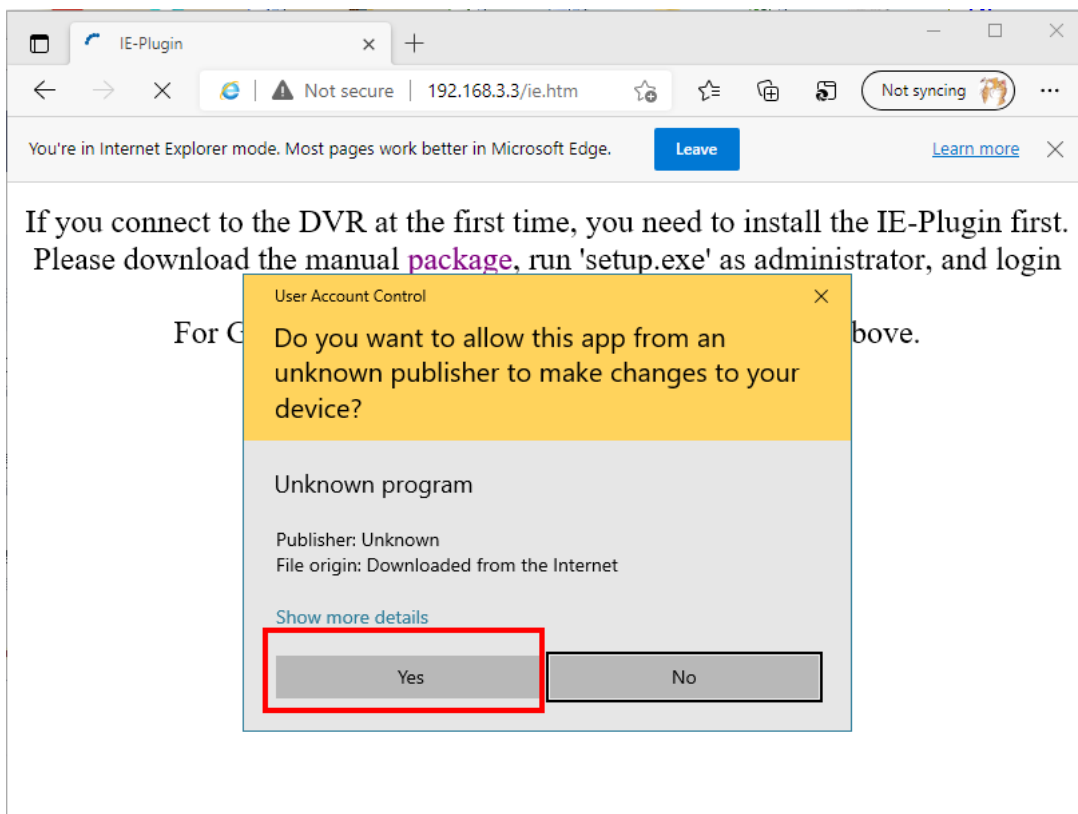 IE-Plugin
Not secure 192.168.3.3/ie.htm Not syncing
You're in Internet Explorer mode. Most pages work better in Microsoft Edge. Leave Learn more
If you connect to the DVR at the first time, you need to install the IE-Plugin first.
Please download the manual package, run 'setup.exe' as administrator, and login
For G bove.
User Account Control
Do you want to allow this app from an
unknown publisher to make changes to your
device?
Unknown program
Publisher: Unknown
File origin: Downloaded from the Internet
Show more details
Yes No